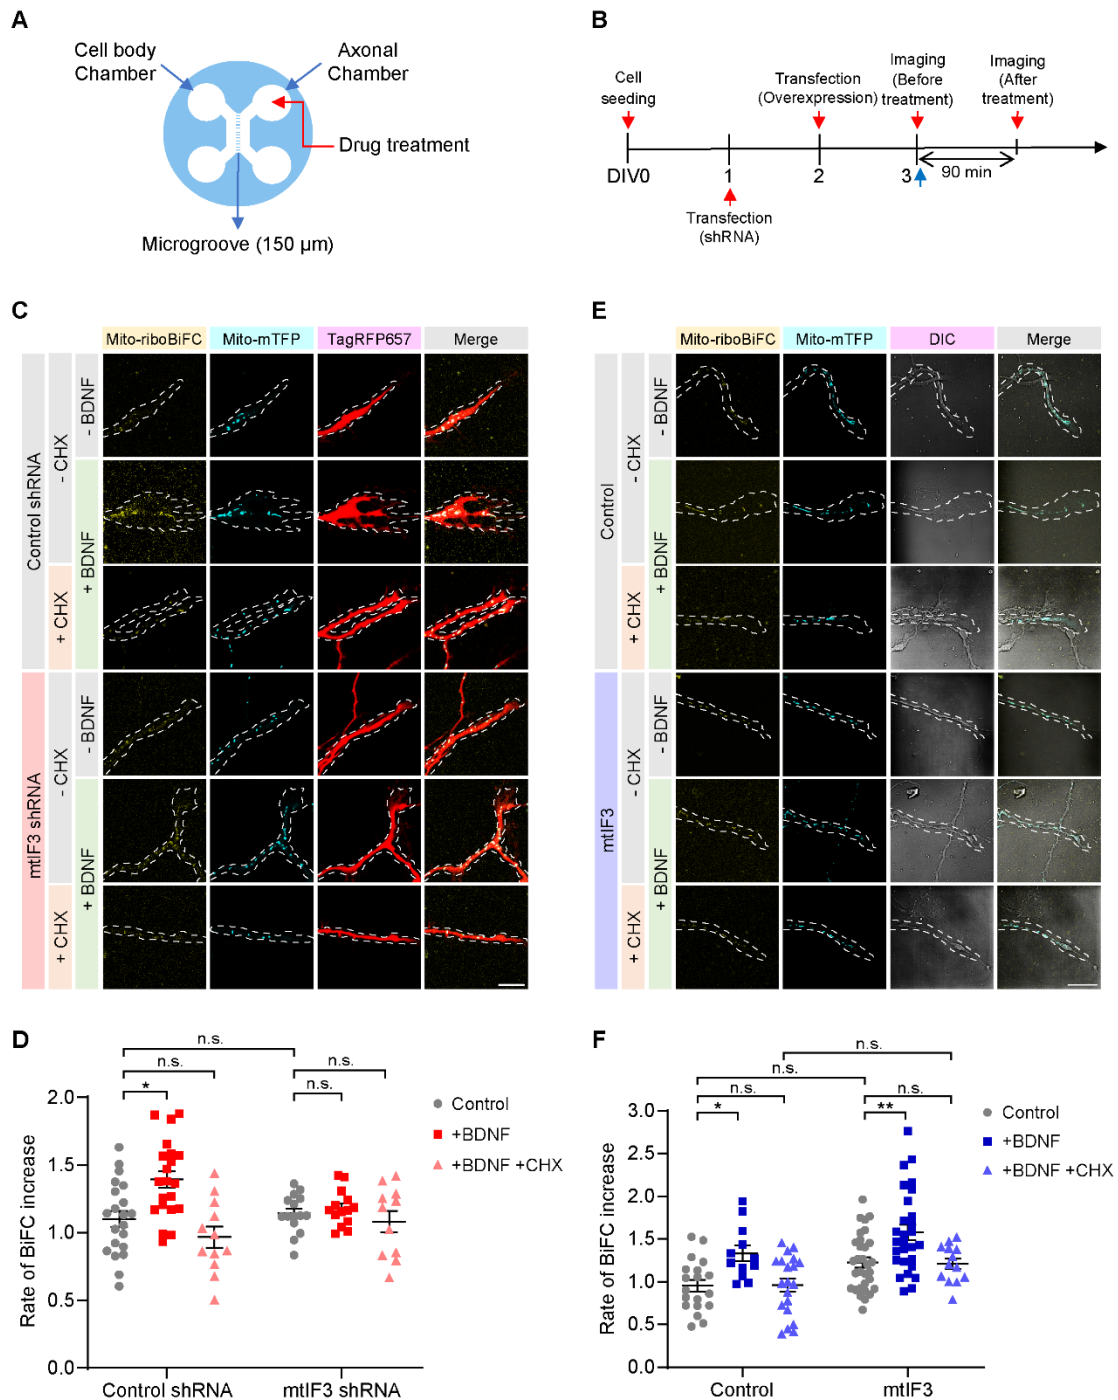 A
Cell body
Chamber
Axonal
Chamber
Drug treatment
Microgroove (150 µm)
B
Cell
seeding
Transfection
(Overexpression)
Imaging
(Before
treatment)
Imaging
(After
treatment)
DIV0
1
2
3
90 min
Transfection
(shRNA)
C
Mito-riboBiFC
Mito-mTFP
TagRFP657
Merge
Control shRNA
- CHX
- BDNF
+ BDNF
+ CHX
mtIF3 shRNA
- CHX
- BDNF
+ BDNF
+ CHX
E
Mito-riboBiFC
Mito-mTFP
DIC
Merge
Control
- CHX
- BDNF
+ BDNF
+ CHX
mtIF3
- CHX
- BDNF
+ BDNF
+ CHX
D
n.s.
n.s.
*
n.s.
n.s.
Rate of BiFC increase
2.0
1.5
1.0
0.5
0.0
Control shRNA
mtIF3 shRNA
Control
+BDNF
+BDNF +CHX
F
n.s.
n.s.
n.s.
*
n.s.
**
Rate of BiFC increase
3.0
2.5
2.0
1.5
1.0
0.5
0.0
Control
mtIF3
Control
+BDNF
+BDNF +CHX